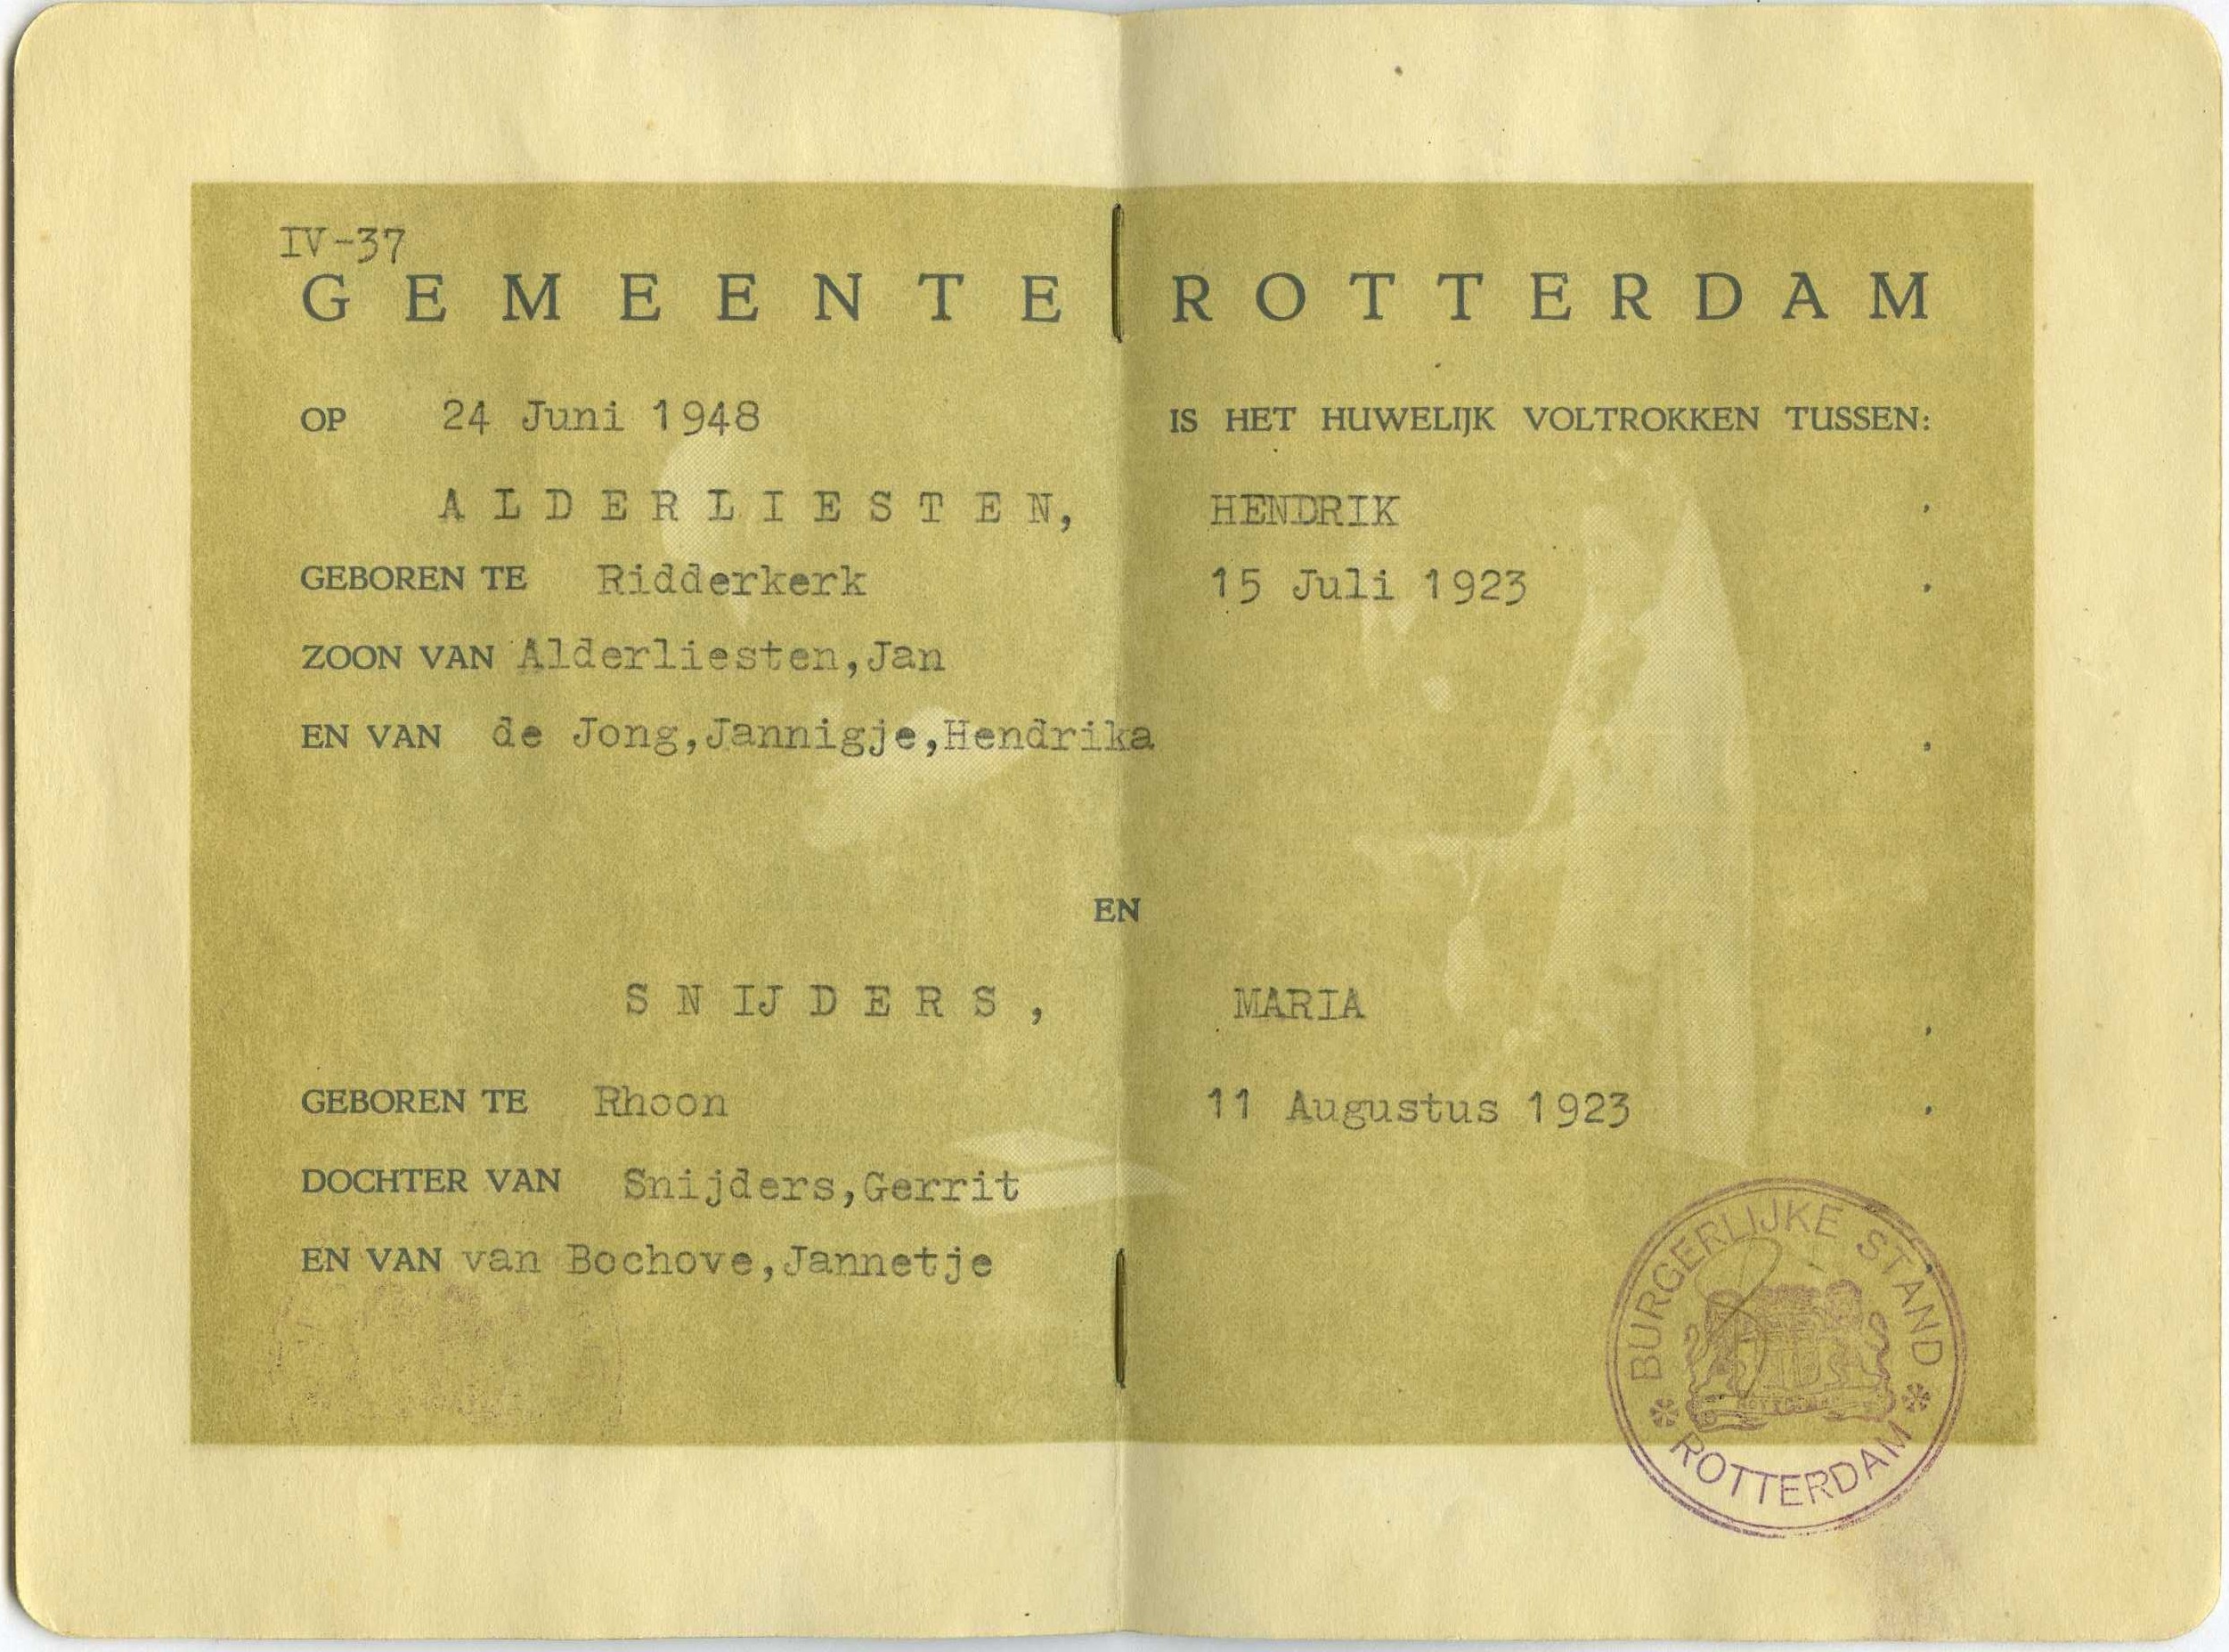 IV-37
GEMEENTE ROTTERDAM
OP 24 Juni 1948 IS HET HUWELIJK VOLTROKKEN TUSSEN:
ALDERLIESTEN, HENDRIK ,
GEBOREN TE Ridderkerk 15 Juli 1923 ,
ZOON VAN Alderliesten,Jan
EN VAN de Jong,Jannigje,Hendrika ,
EN
SNIJDERS, MARIA ,
GEBOREN TE Rhoon 11 Augustus 1923 ,
DOCHTER VAN Snijders,Gerrit
EN VAN van Bochove,Jannetje
BURGERLIJKE STAND
ROTTERDAM